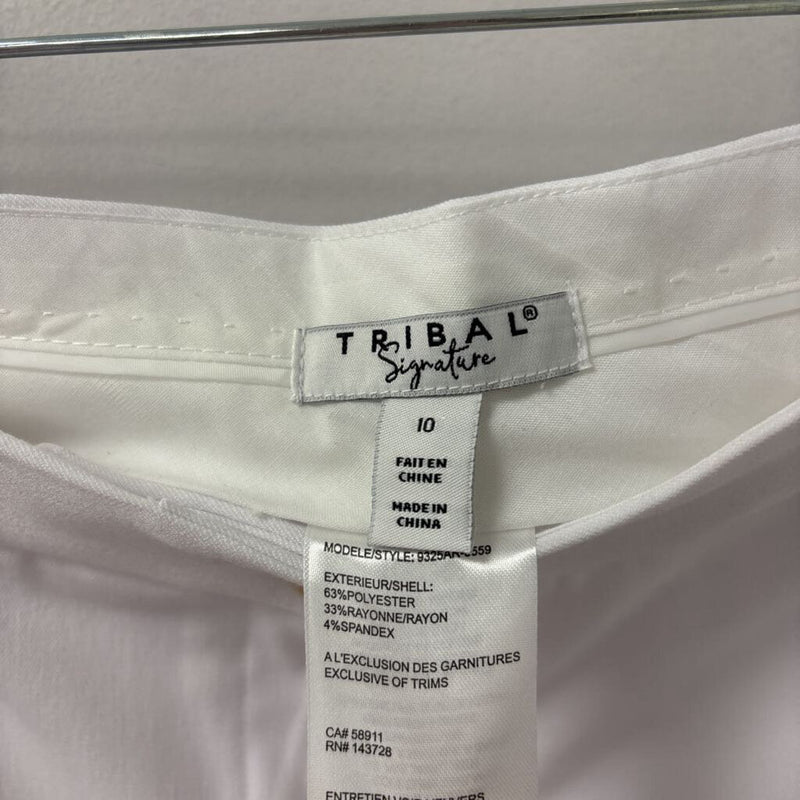 TRIBAL®
Signature
10
FAIT EN
CHINE
MADE IN
CHINA
MODELE/STYLE:
EXTERIEUR/SHELL:
63%POLYESTER
33%RAYONNE/RAYON
4%SPANDEX
A L'EXCLUSION DES GARNITURES
EXCLUSIVE OF TRIMS
CA# 58911
RN# 143728
ENTRETIEN VOIR